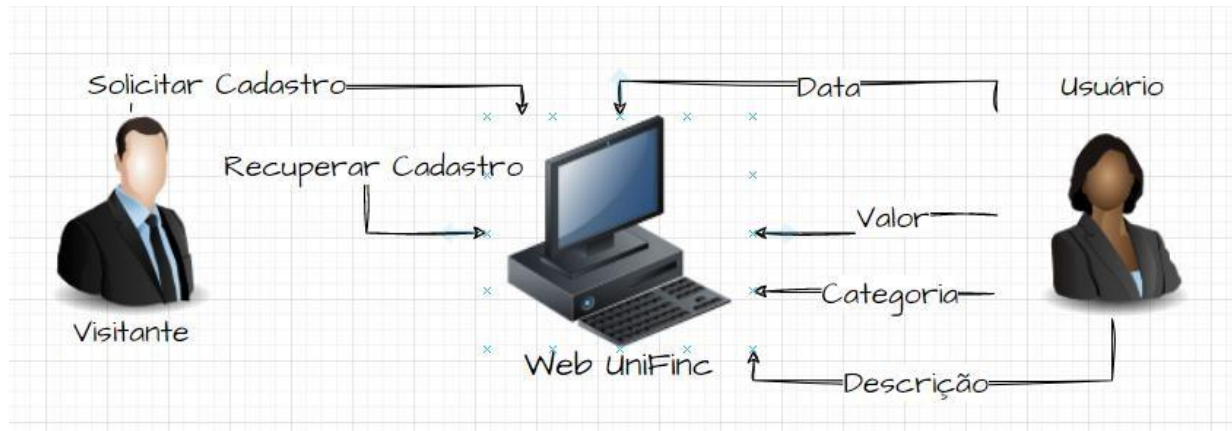 Solicitar Cadastro
Data
Usuário
Recuperar Cadastro
Valor
Categoria
Visitante
Web UniFinc
Descrição